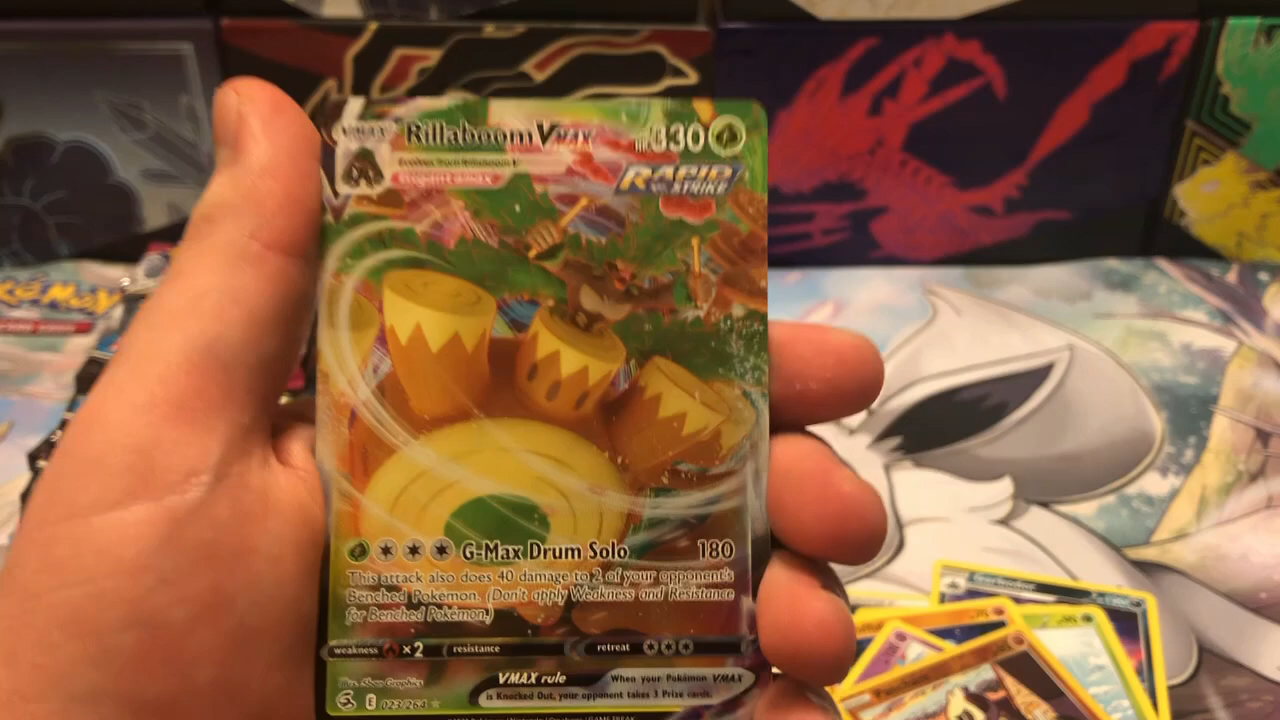 VMAX Rillaboom VMAX 330
Evolves from Rillaboom V
Gigantamax
RAPID
STRIKE
POKÉMON
G-Max Drum Solo 180
This attack also does 40 damage to 2 of your opponent's
Benched Pokémon. (Don't apply Weakness and Resistance
for Benched Pokémon.)
weakness ×2 resistance retreat
Illus. 5ban Graphics
VMAX rule When your Pokémon VMAX
is Knocked Out, your opponent takes 3 Prize cards.
E 023/264